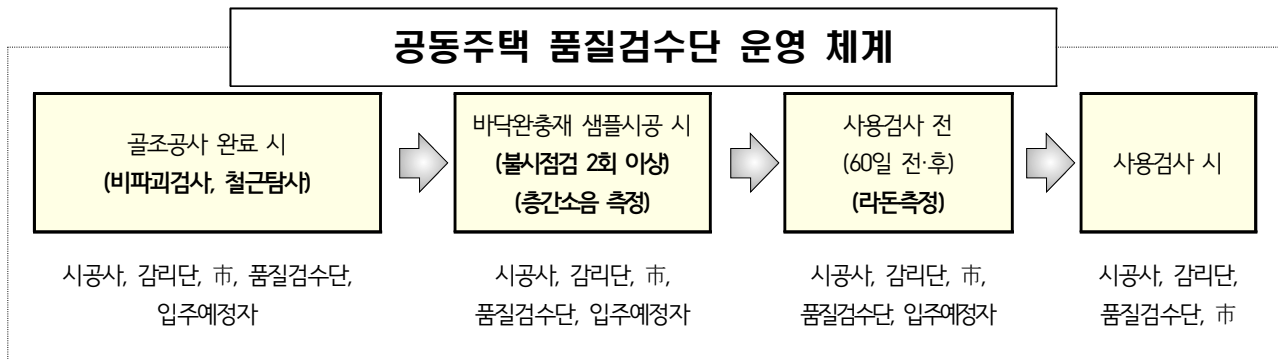 공동주택 품질검수단 운영 체계
골조공사 완료 시
(비파괴검사, 철근탐사)
바닥완충재 샘플시공 시
(불시점검 2회 이상)
(층간소음 측정)
사용검사 전
(60일 전·후)
(라돈측정)
사용검사 시
시공사, 감리단, 市, 품질검수단,
입주예정자
시공사, 감리단, 市,
품질검수단, 입주예정자
시공사, 감리단, 市,
품질검수단, 입주예정자
시공사, 감리단,
품질검수단, 市